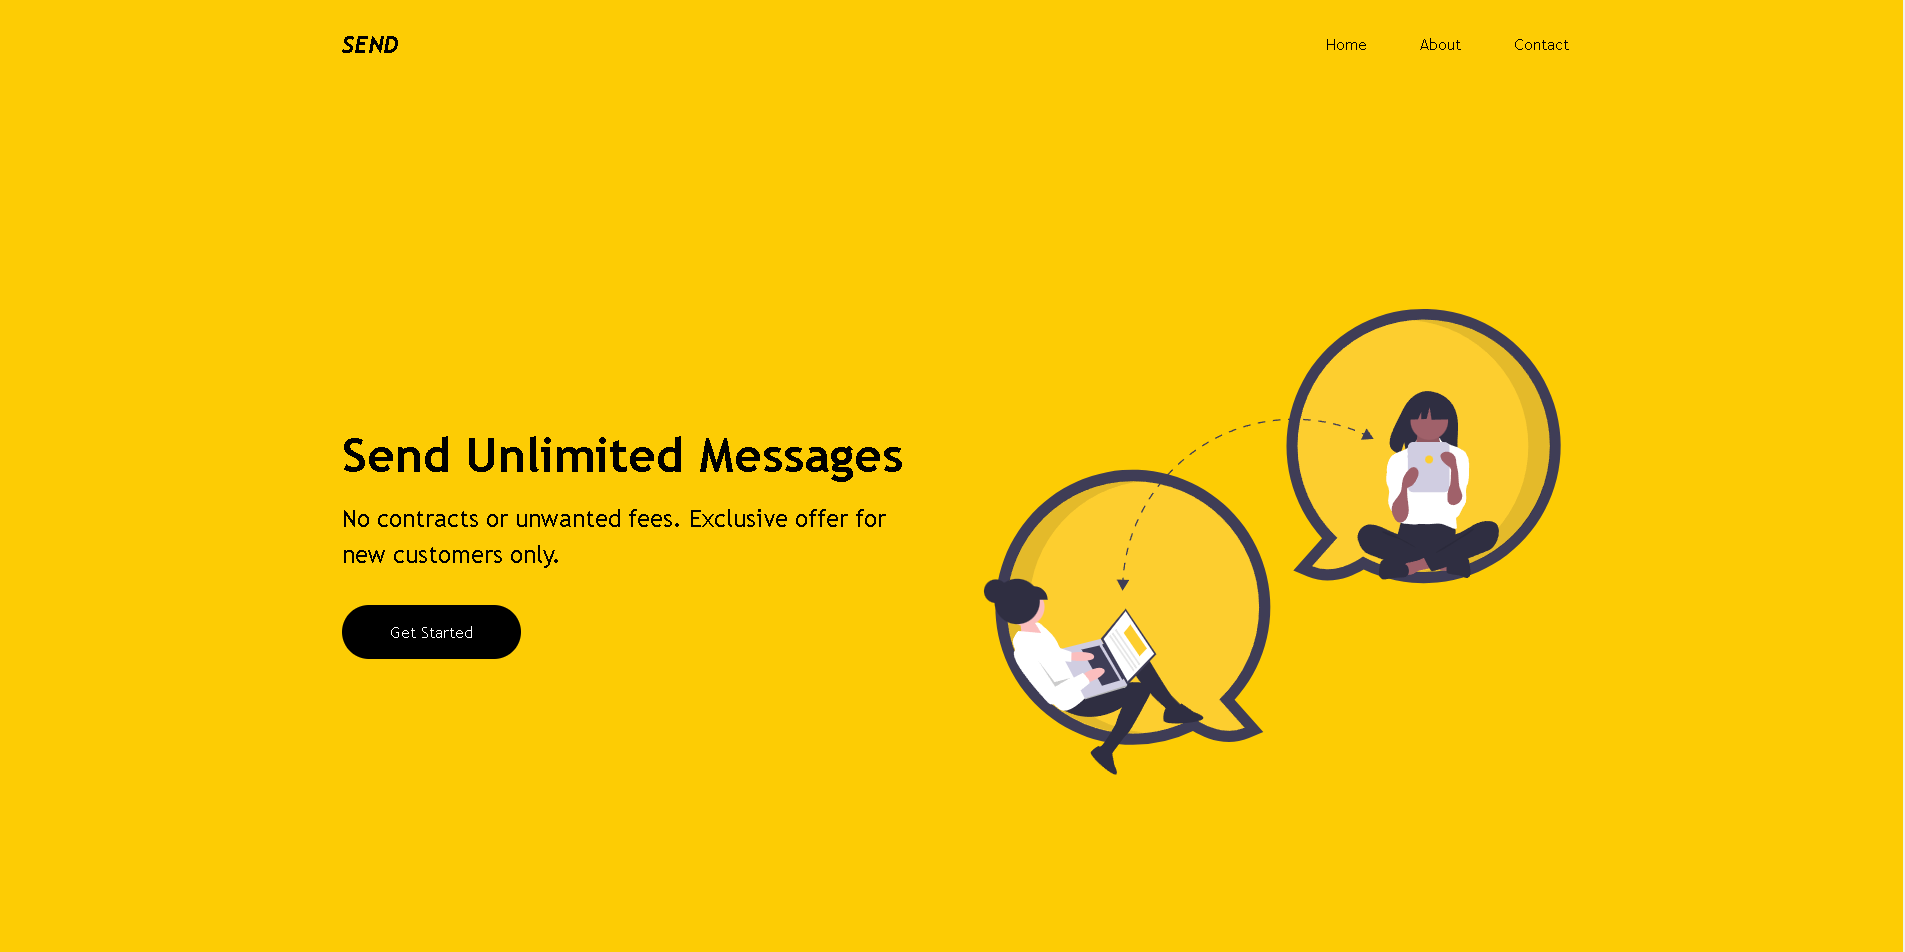 SEND
Home
About
Contact
Send Unlimited Messages
No contracts or unwanted fees. Exclusive offer for
new customers only.
Get Started